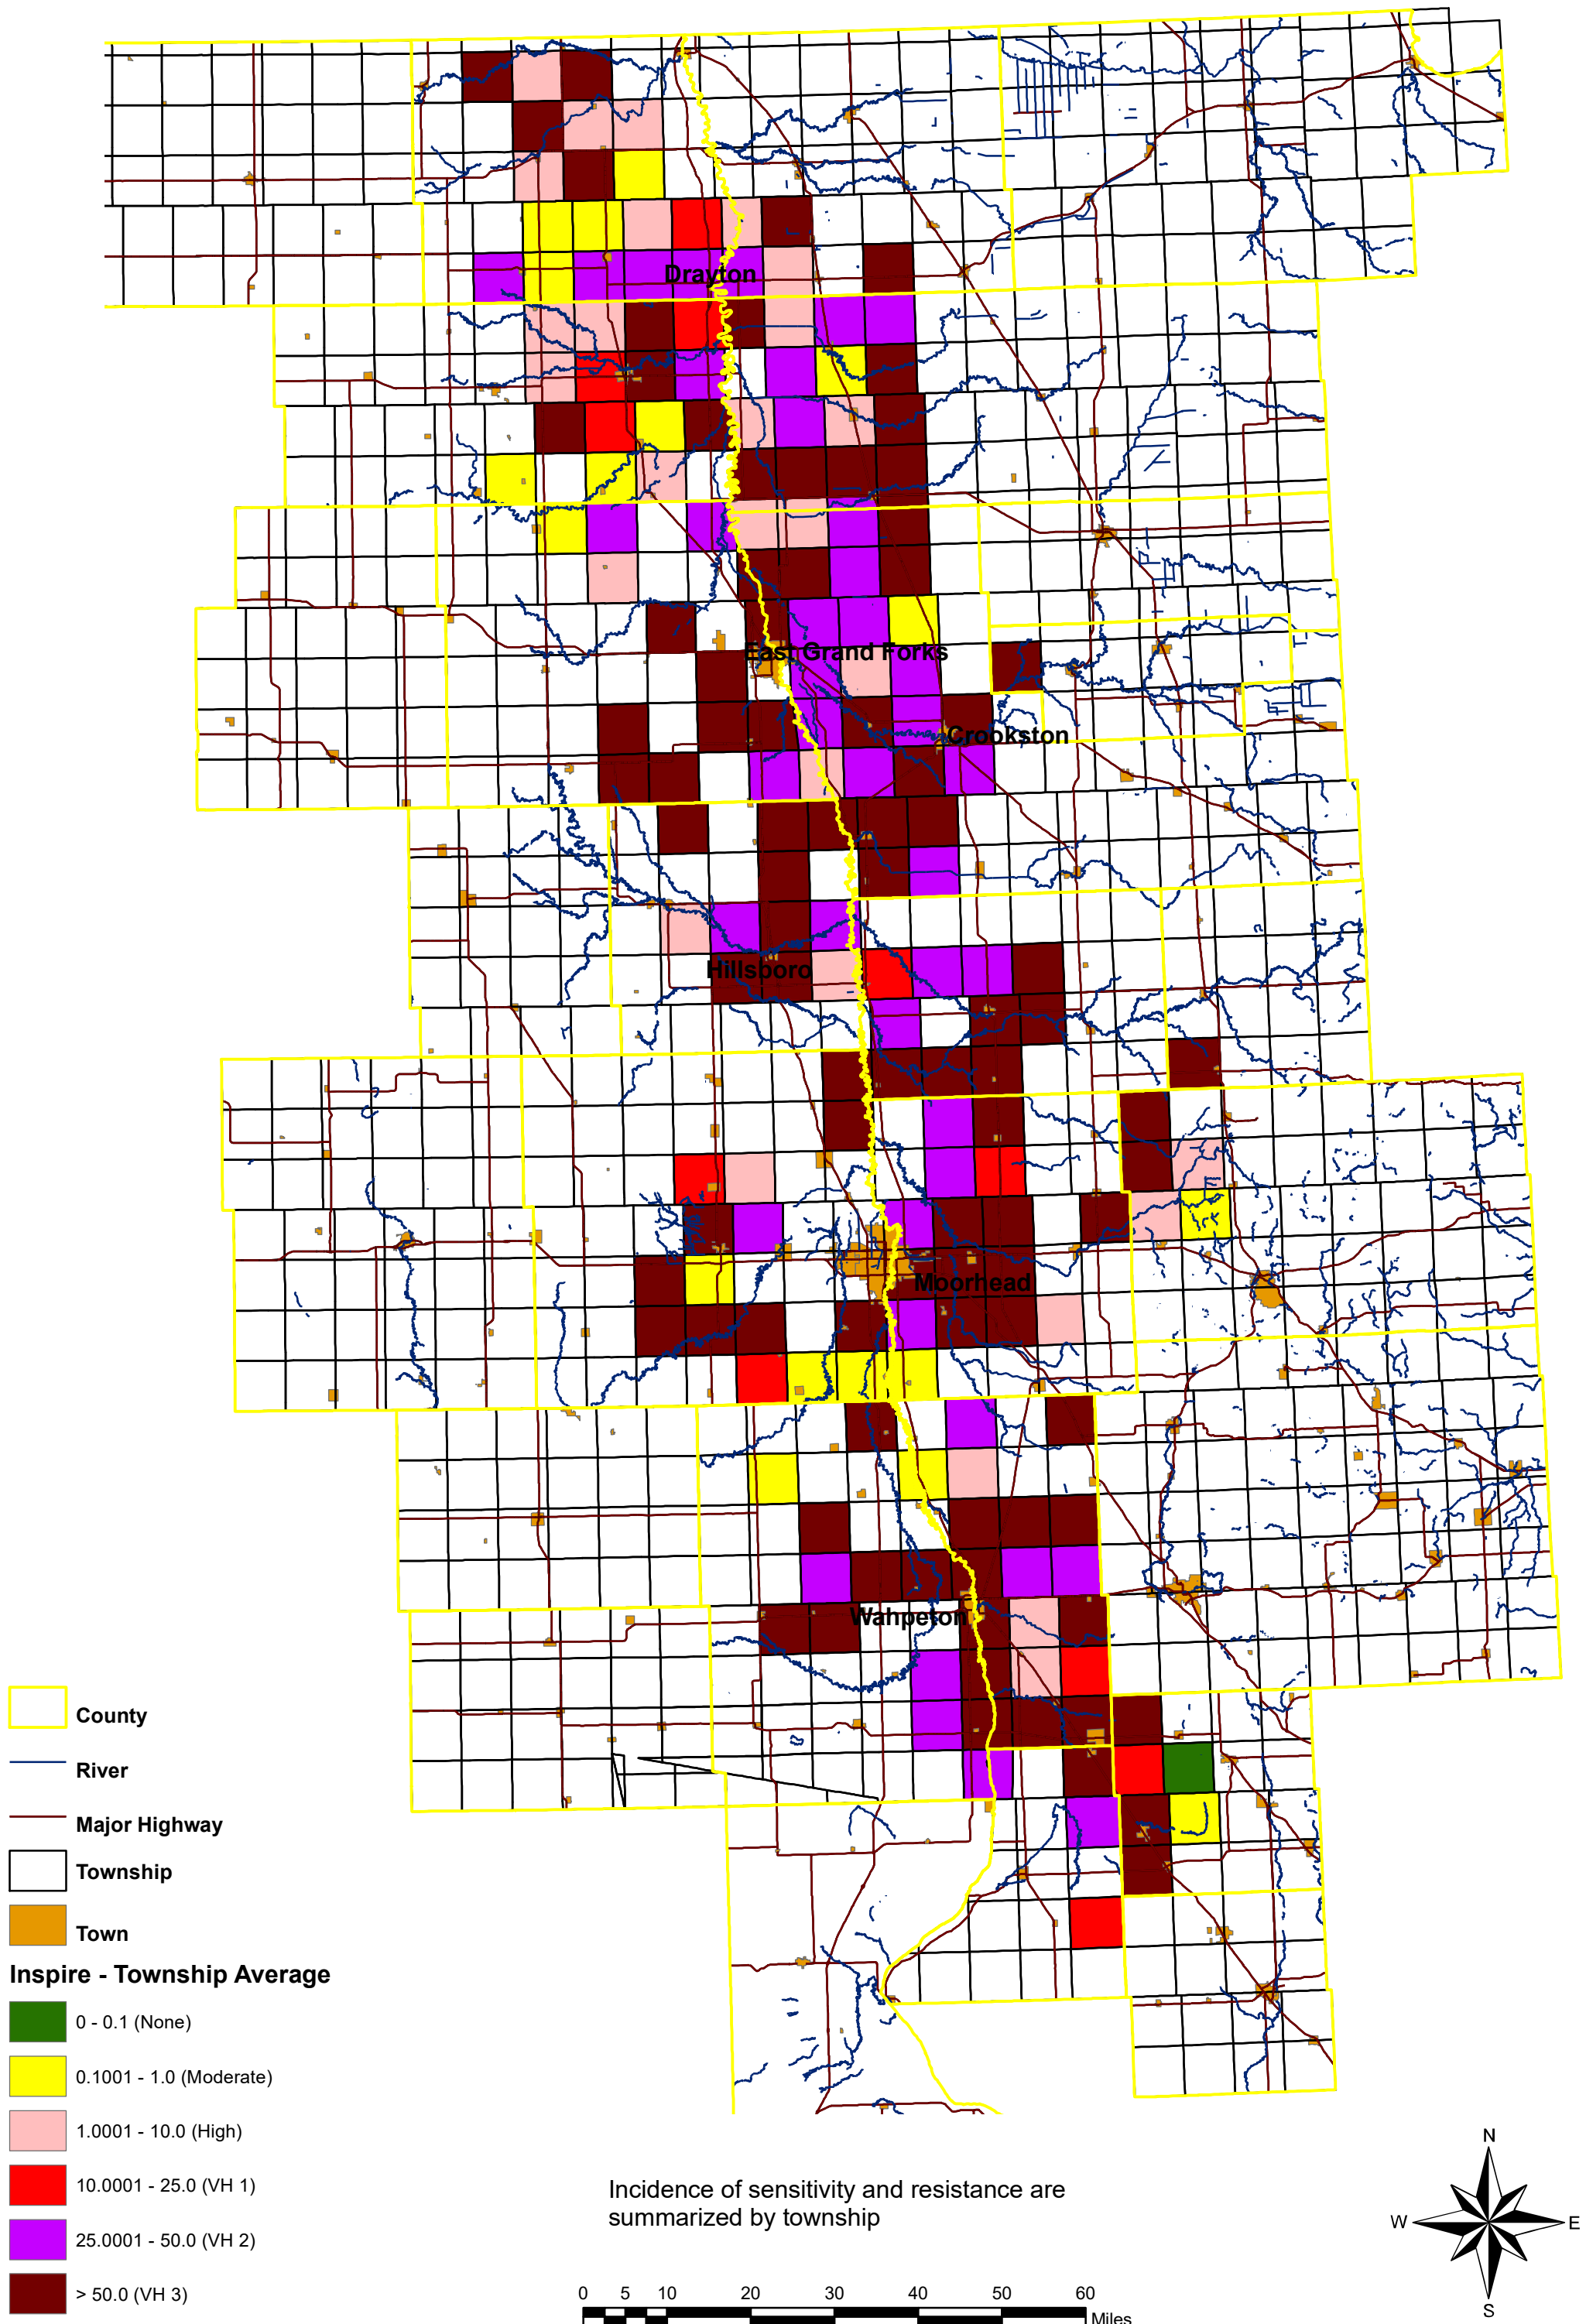 Drayton
East Grand Forks
Crookston
Hillsboro
Moorhead
Wahpeton
County
River
Major Highway
Township
Town
Inspire - Township Average
0 - 0.1 (None)
0.1001 - 1.0 (Moderate)
1.0001 - 10.0 (High)
10.0001 - 25.0 (VH 1)
25.0001 - 50.0 (VH 2)
> 50.0 (VH 3)
Incidence of sensitivity and resistance are
summarized by township
0 5 10 20 30 40 50 60
Miles
N
W E
S